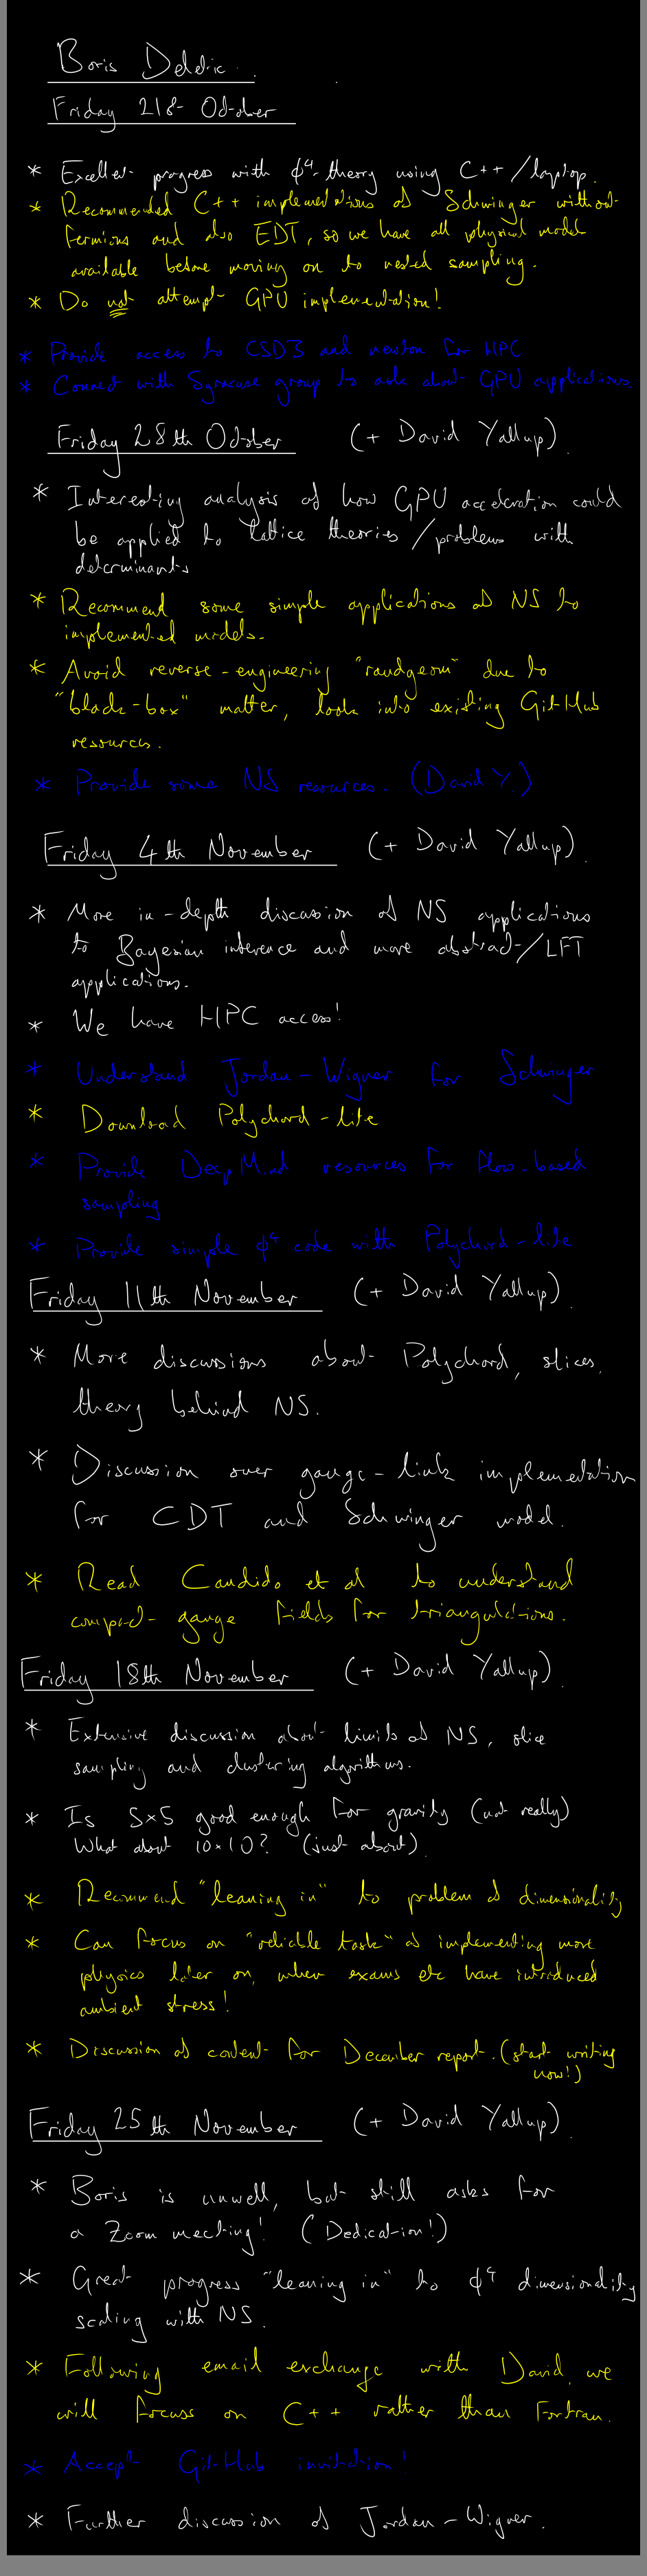 Boris Deletic.
Friday 21st October
* Excellent progress with ϕ⁴-theory using C++/laptop.
* Recommended C++ implementations of Schwinger without
fermions and also EDT, so we have all physical models
available before moving on to nested sampling.
* Do not attempt GPU implementation!
* Provide access to CSD3 and newton for HPC
* Connect with Syracuse group to ask about GPU applications
Friday 28th October (+ David Yallup).
* Interesting analysis of how GPU acceleration could
be applied to lattice theories/problems with
determinants
* Recommend some simple applications of NS to
implemented models.
* Avoid reverse-engineering "randgeom" due to
"black-box" matter, look into existing GitHub
resources.
* Provide some NS resources. (David Y.)
Friday 4th November (+ David Yallup).
* More in-depth discussion of NS applications
to Bayesian inference and more abstract/LFT
applications.
* We have HPC access!
* Understand Jordan-Wigner for Schwinger
* Download Polychord-lite
* Provide DeepMind resources for flow-based
sampling
* Provide simple ϕ⁴ code with Polychord-lite
Friday 11th November (+ David Yallup).
* More discussions about Polychord, slices,
theory behind NS.
* Discussion over gauge-link implementation
for CDT and Schwinger model.
* Read Candido et al to understand
compact gauge fields for triangulations.
Friday 18th November (+ David Yallup).
* Extensive discussion about limits of NS, slice
sampling and clustering algorithms.
* Is 5×5 good enough for gravity (not really)
What about 10×10? (just about).
* Recommend "leaning in" to problem of dimensionality
* Can focus on "reliable task" of implementing more
physics later on, when exams etc have introduced
ambient stress!
* Discussion of content for December report. (start writing
now!)
Friday 25th November (+ David Yallup).
* Boris is unwell, but still asks for
a Zoom meeting! (Dedication!)
* Great progress "leaning in" to ϕ⁴ dimensionality
scaling with NS.
* Following email exchange with David, we
will focuss on C++ rather than Fortran.
* Accept GitHub invitation!
* Further discussion of Jordan-Wigner.